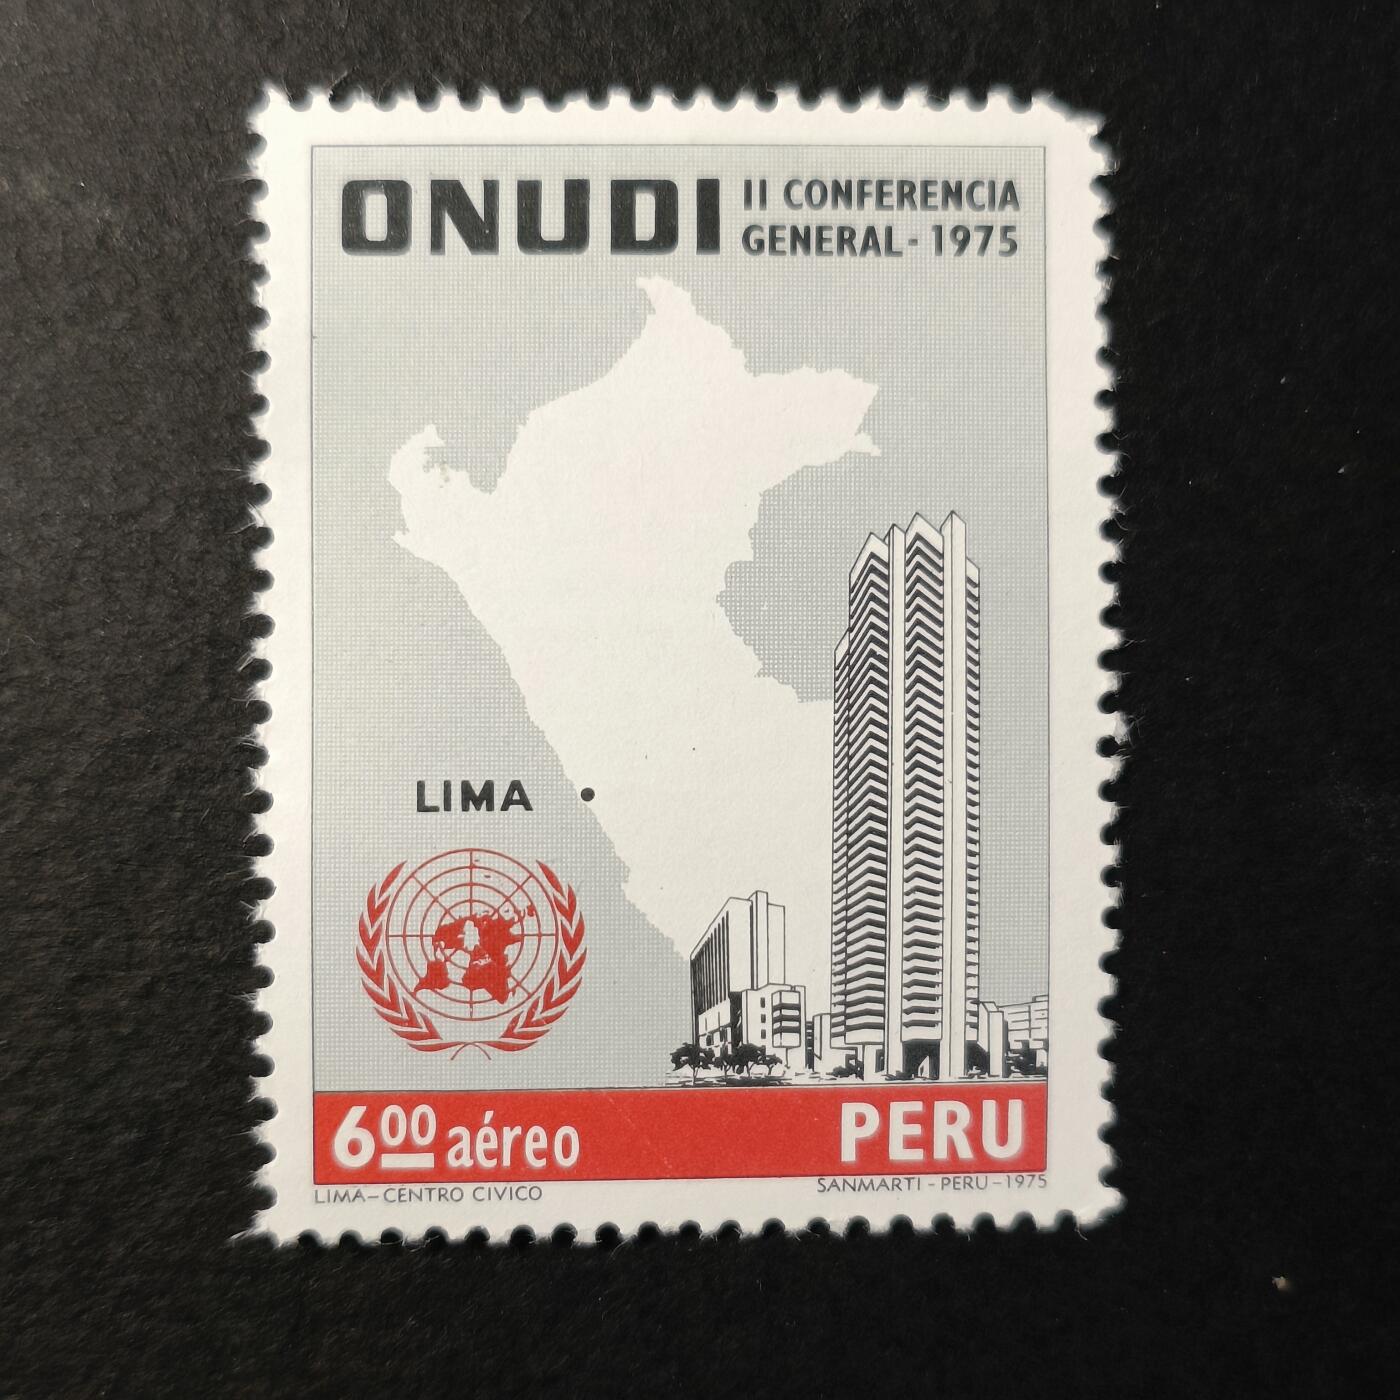 ONUDI II CONFERENCIA
GENERAL - 1975
LIMA
6.00 aéreo PERU
LIMA-CENTRO CIVICO SANMARTI - PERU - 1975